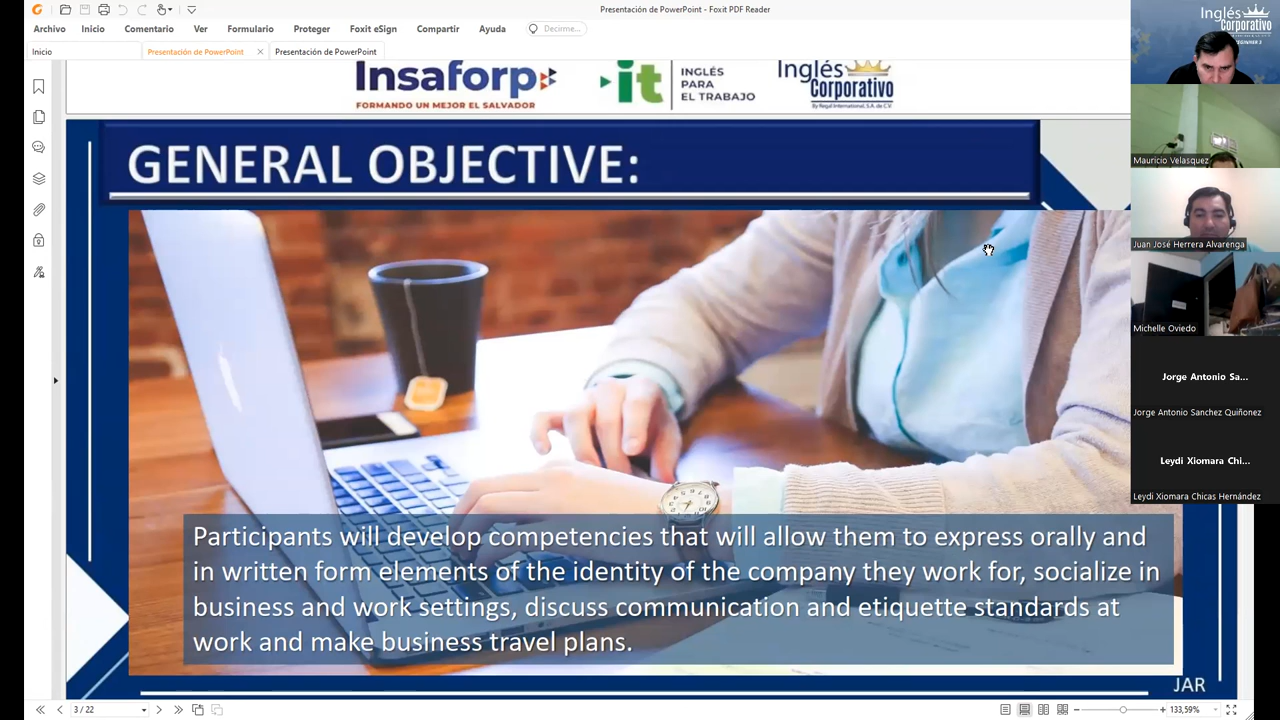 Presentación de PowerPoint - Foxit PDF Reader
Archivo Inicio Comentario Ver Formulario Proteger Foxit eSign Compartir Ayuda Decirme...
Inicio Presentación de PowerPoint Presentación de PowerPoint
Insaforp
FORMANDO UN MEJOR EL SALVADOR
it
INGLÉS
PARA
EL TRABAJO
Inglés
Corporativo
By Regal International, S.A. de C.V.
GENERAL OBJECTIVE:
Participants will develop competencies that will allow them to express orally and
in written form elements of the identity of the company they work for, socialize in
business and work settings, discuss communication and etiquette standards at
work and make business travel plans.
JAR
3 / 22
133,59%
Inglés
Corporativo
Mauricio Velasquez
Juan José Herrera Alvarenga
Michelle Oviedo
Jorge Antonio Sa...
Jorge Antonio Sanchez Quiñonez
Leydi Xiomara Chi...
Leydi Xiomara Chicas Hernández